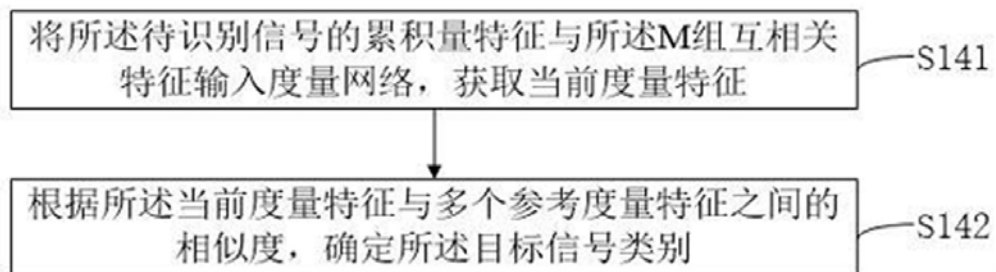 将所述待识别信号的累积量特征与所述M组互相关
特征输入度量网络，获取当前度量特征
S141
根据所述当前度量特征与多个参考度量特征之间的
相似度，确定所述目标信号类别
S142